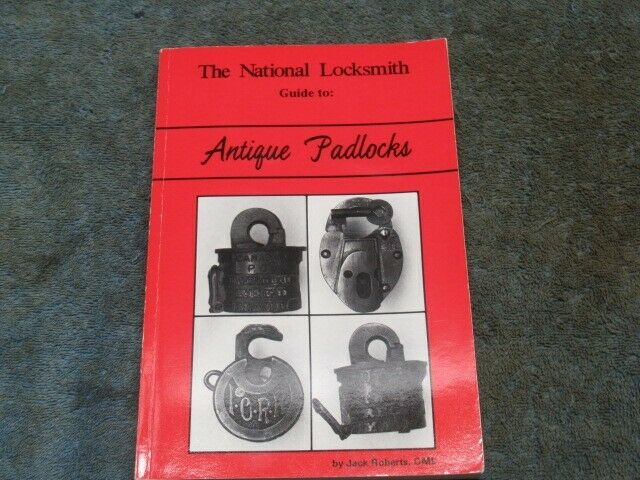 The National Locksmith
Guide to:
Antique Padlocks
I.C.R.R
by Jack Roberts, CML